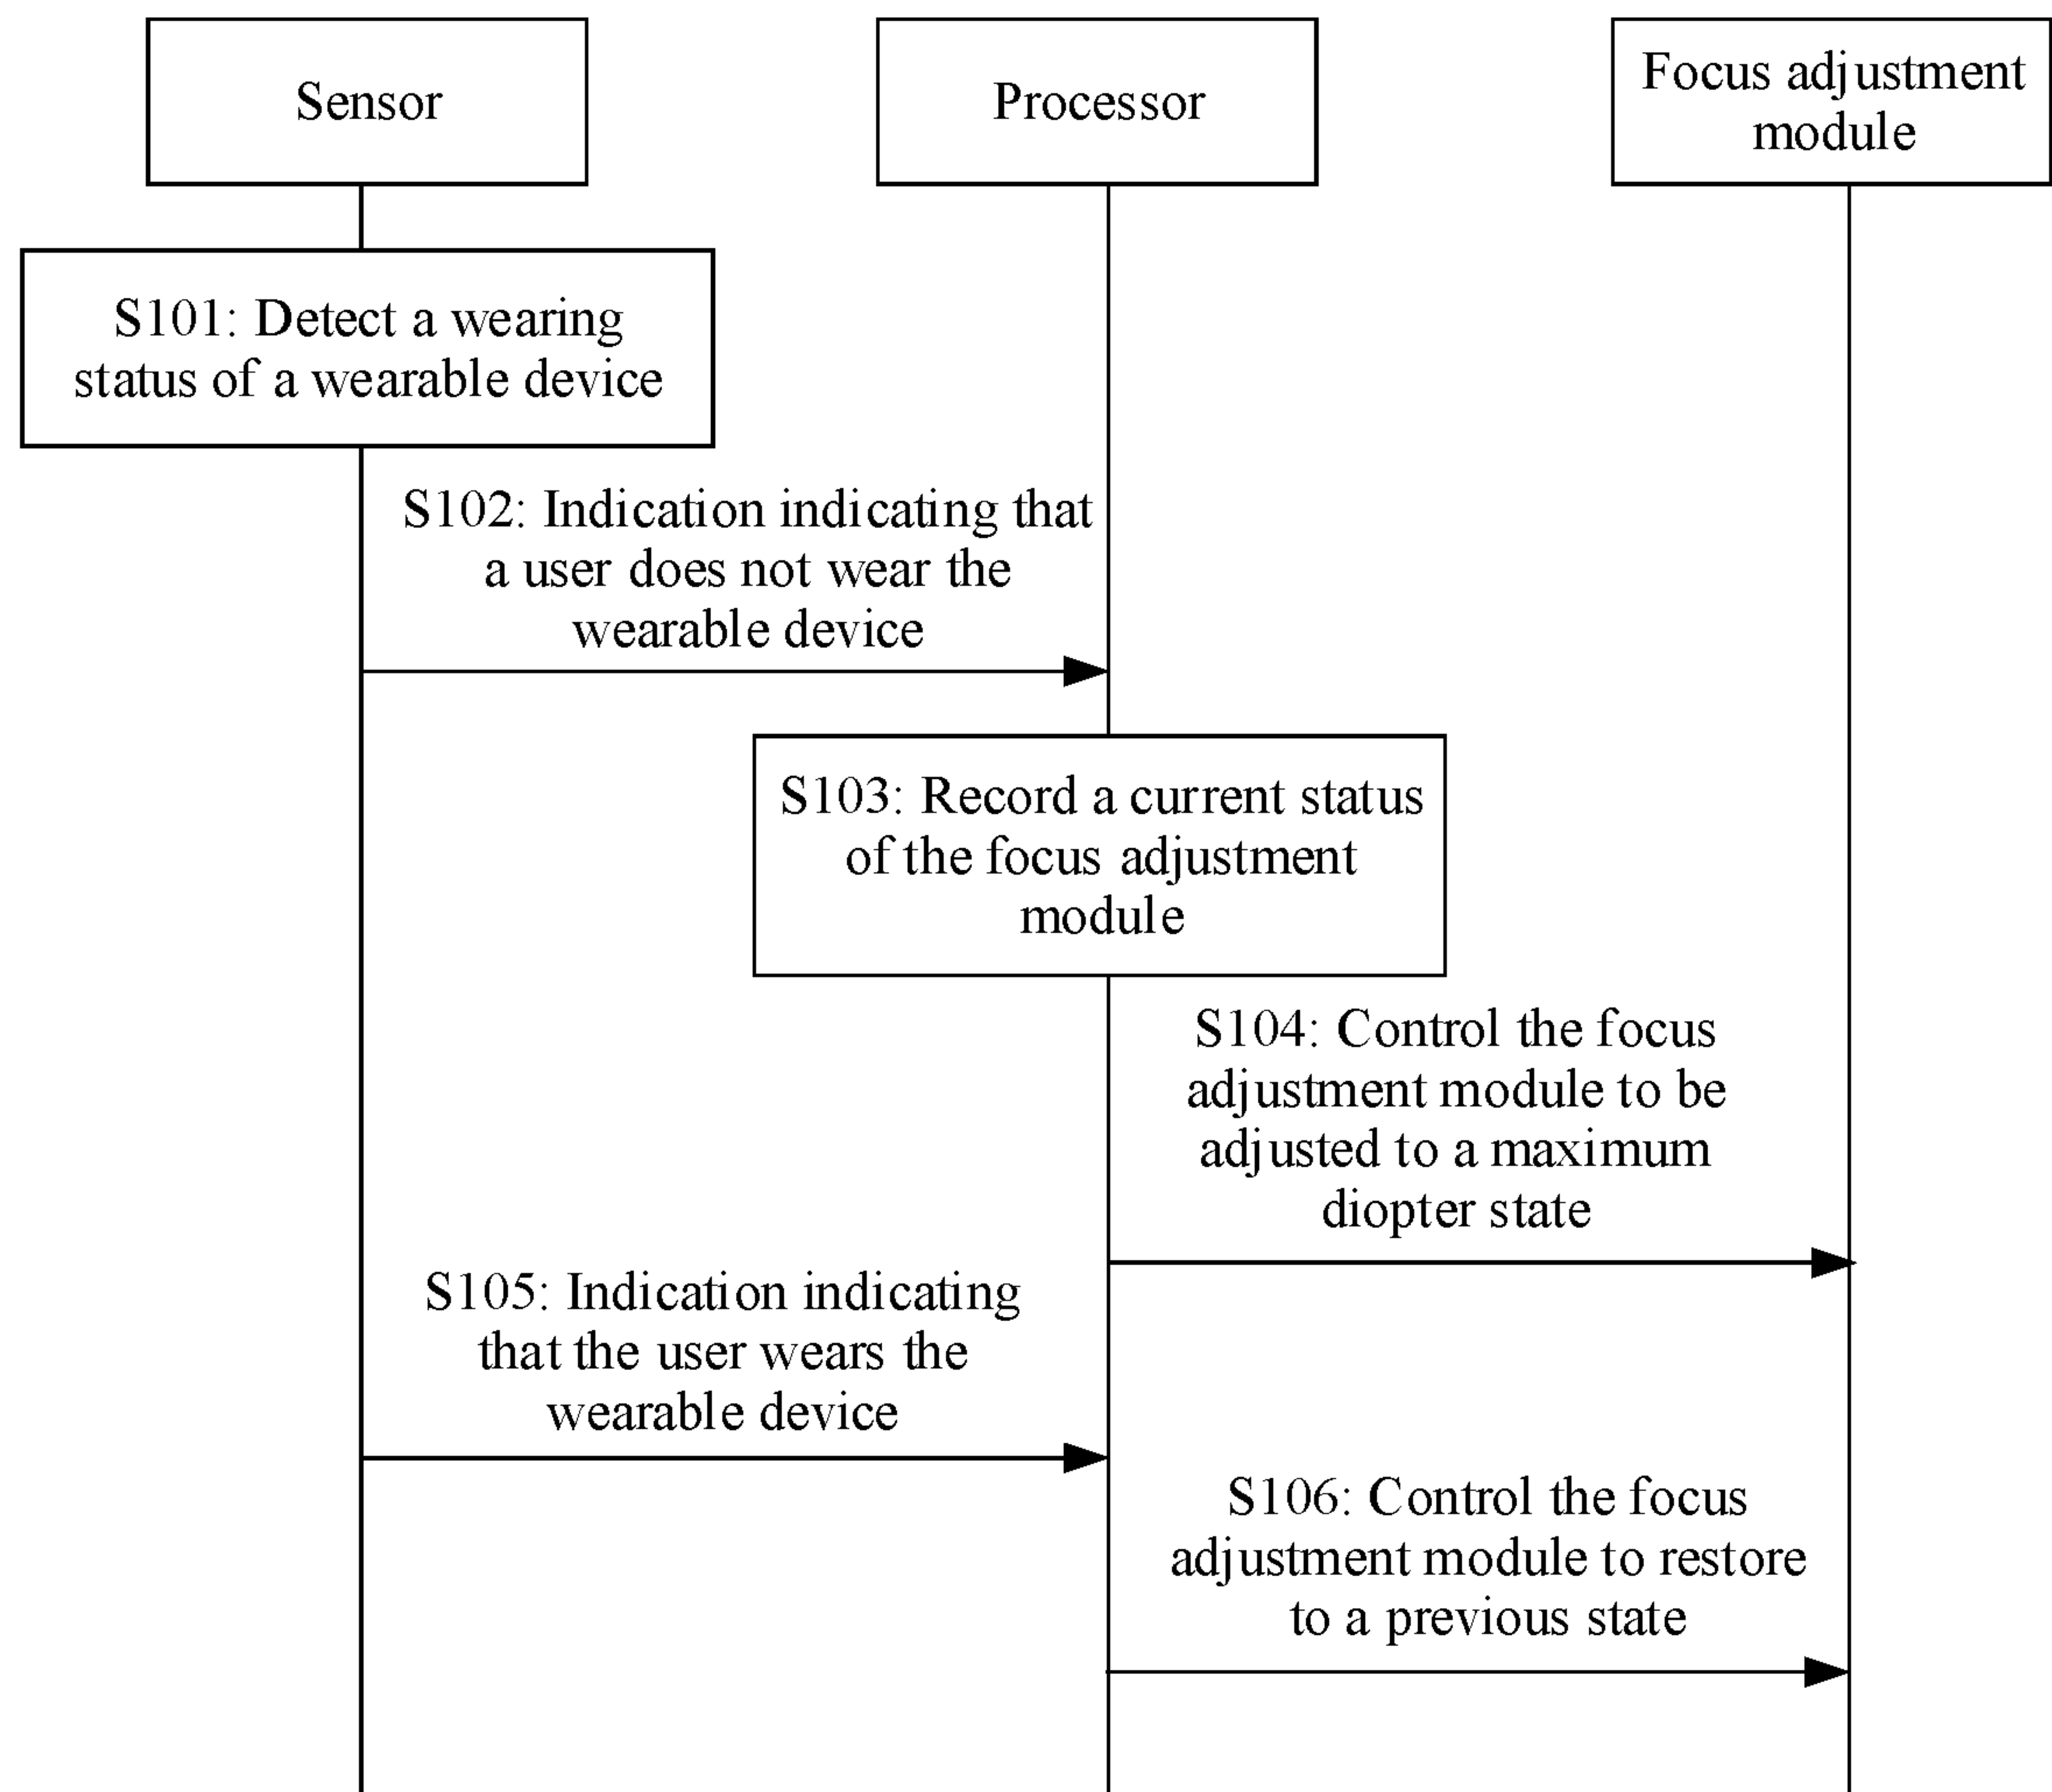 Sensor
Processor
Focus adjustment
module
S101: Detect a wearing
status of a wearable device
S102: Indication indicating that
a user does not wear the
wearable device
S103: Record a current status
of the focus adjustment
module
S104: Control the focus
adjustment module to be
adjusted to a maximum
diopter state
S105: Indication indicating
that the user wears the
wearable device
S106: Control the focus
adjustment module to restore
to a previous state